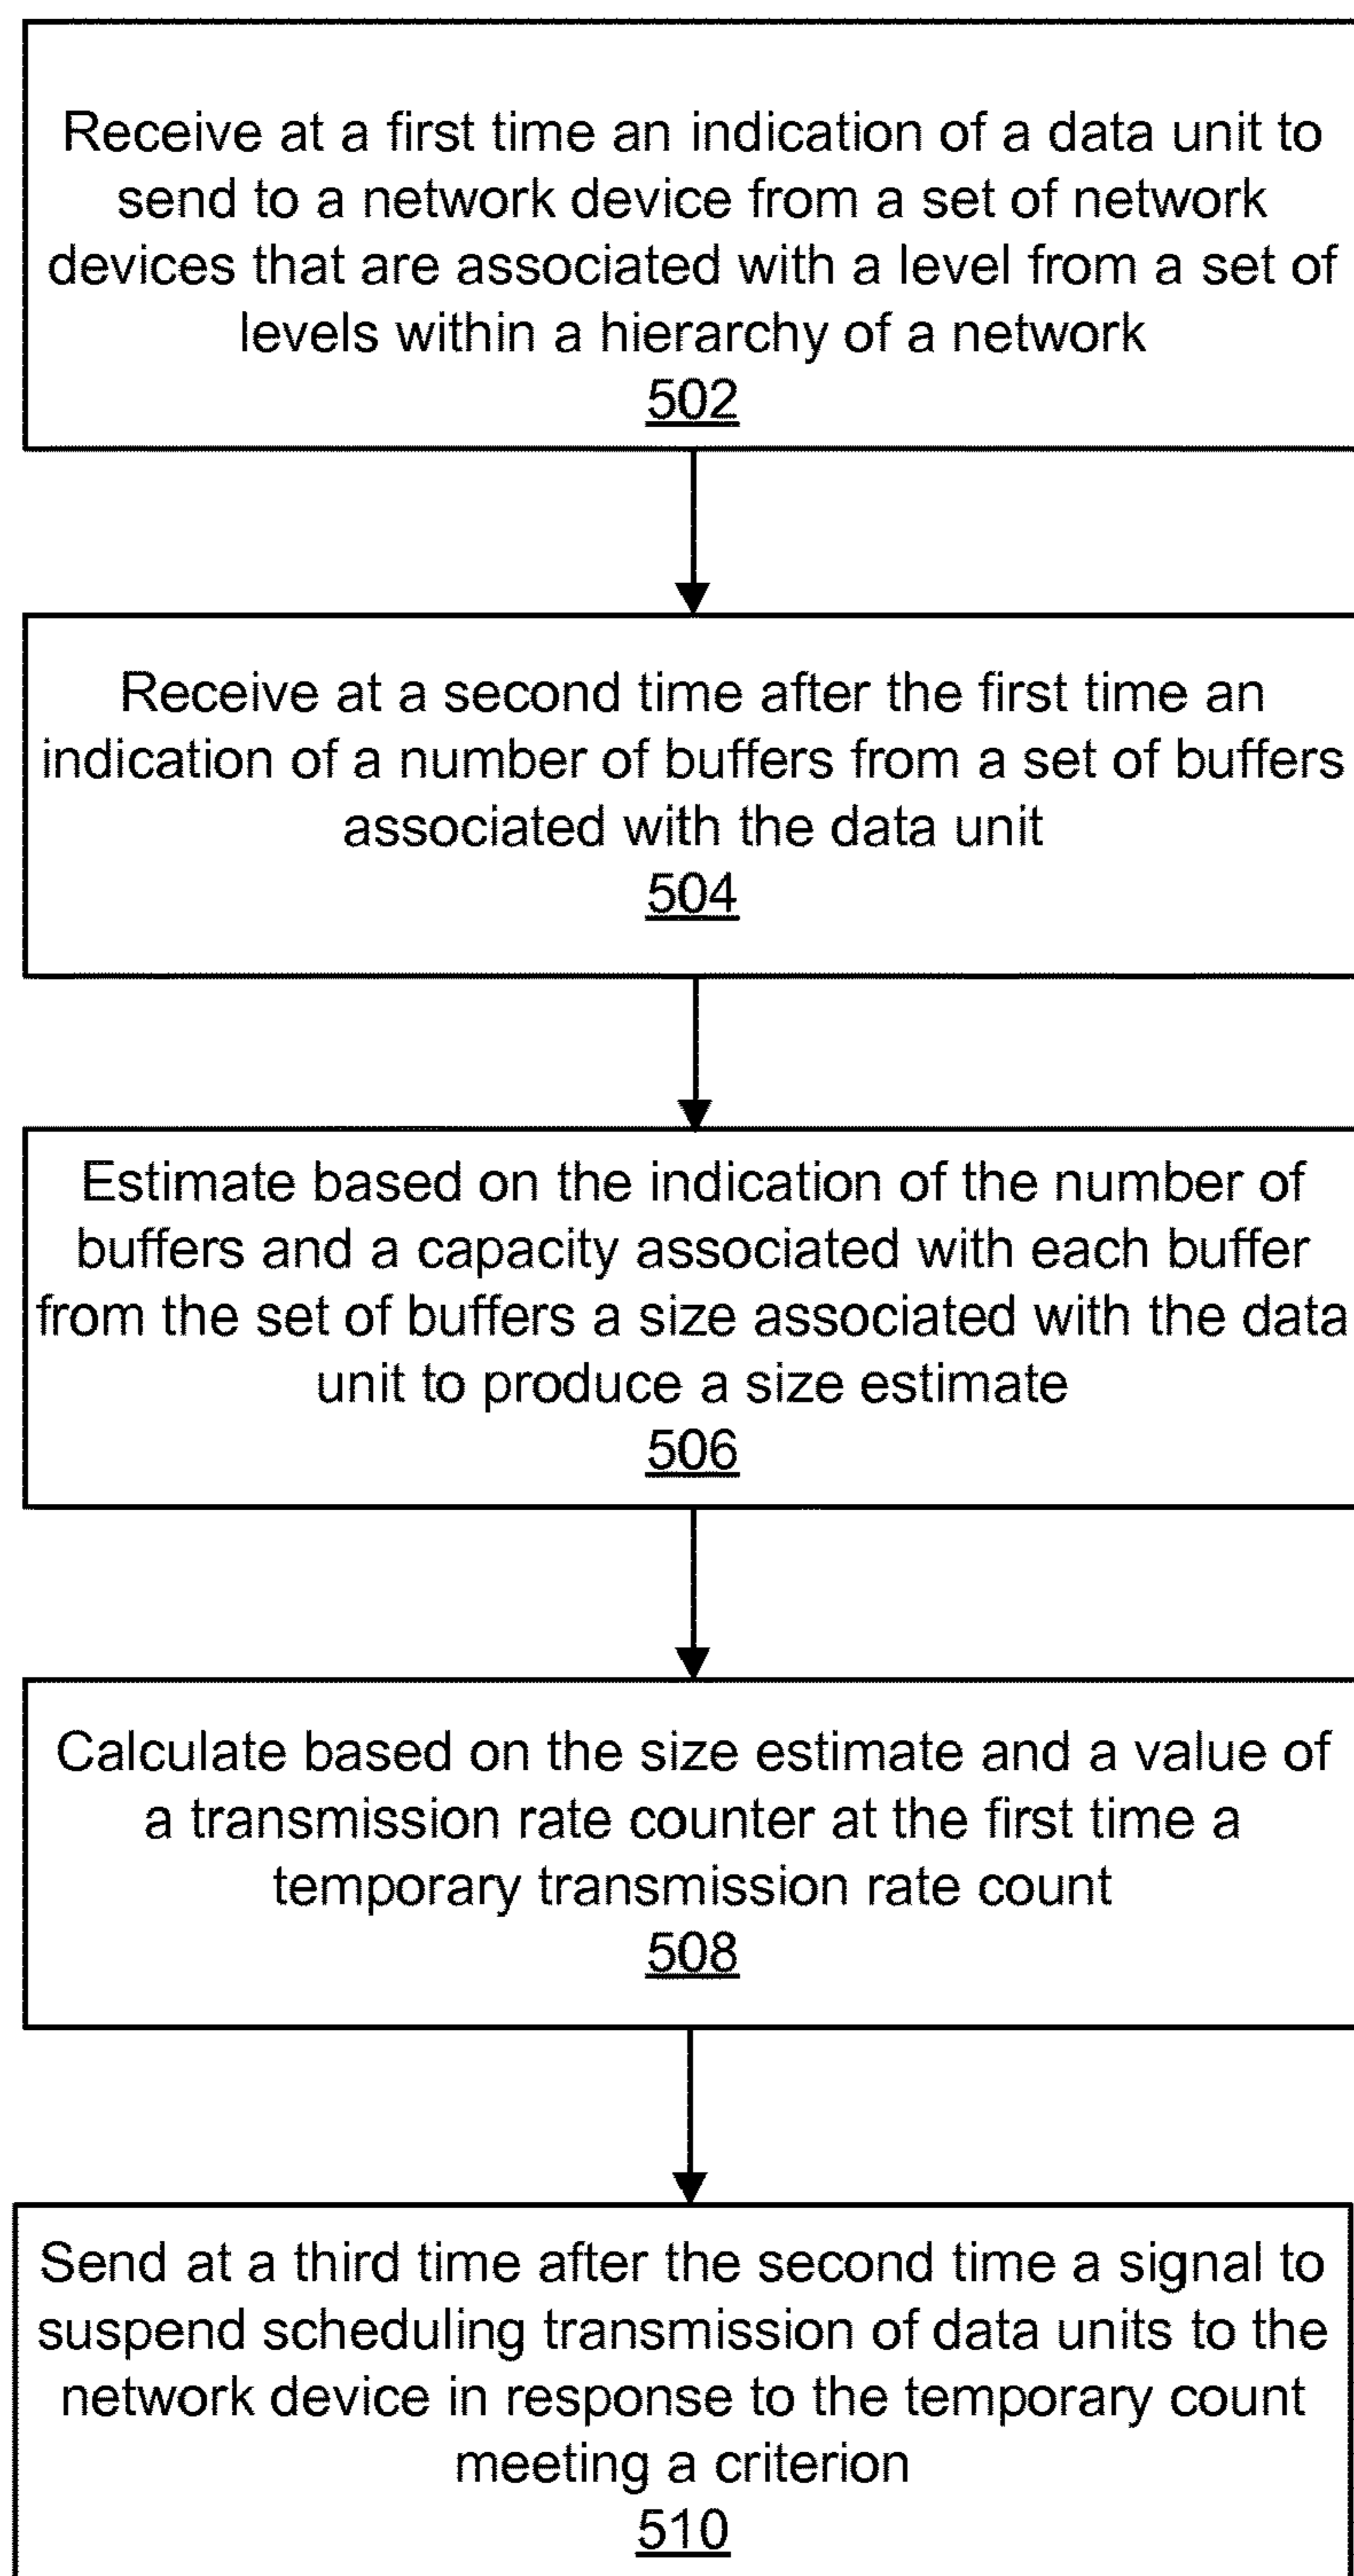 Receive at a first time an indication of a data unit to
send to a network device from a set of network
devices that are associated with a level from a set of
levels within a hierarchy of a network
502
Receive at a second time after the first time an
indication of a number of buffers from a set of buffers
associated with the data unit
504
Estimate based on the indication of the number of
buffers and a capacity associated with each buffer
from the set of buffers a size associated with the data
unit to produce a size estimate
506
Calculate based on the size estimate and a value of
a transmission rate counter at the first time a
temporary transmission rate count
508
Send at a third time after the second time a signal to
suspend scheduling transmission of data units to the
network device in response to the temporary count
meeting a criterion
510